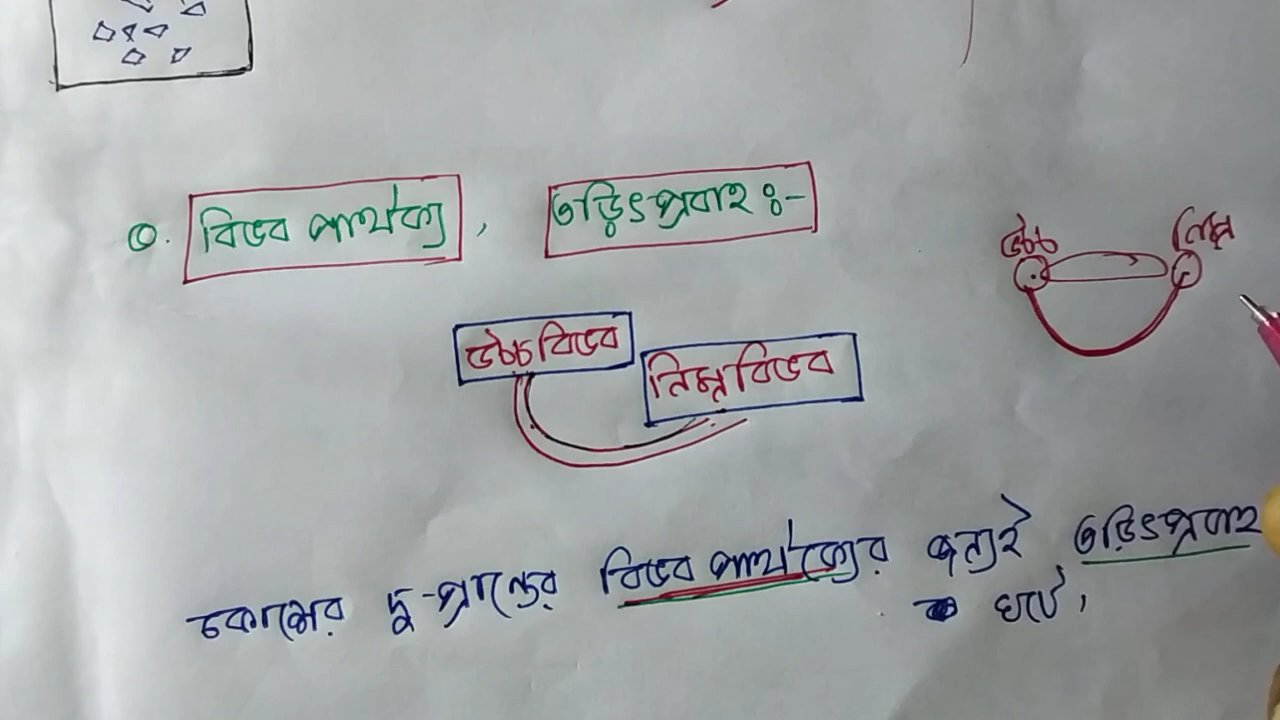 ৩. বিভব পার্থক্য, তড়িৎপ্রবাহ ঃ-
উচ্চ নিম্ন
উচ্চবিভব
নিম্নবিভব
কোষের দু-প্রান্তের বিভব পার্থক্যের জন্যই তড়িৎপ্রবাহ
ঘটে,